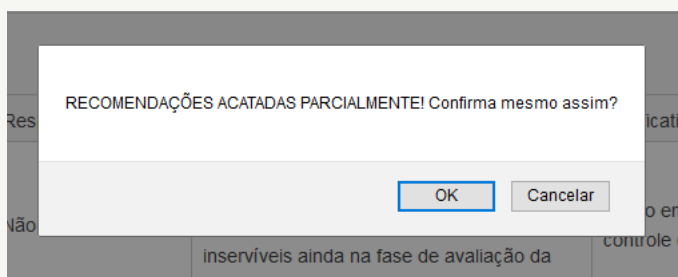 RECOMENDAÇÕES ACATADAS PARCIALMENTE! Confirma mesmo assim?
OK Cancelar
Não
inservíveis ainda na fase de avaliação da
controle